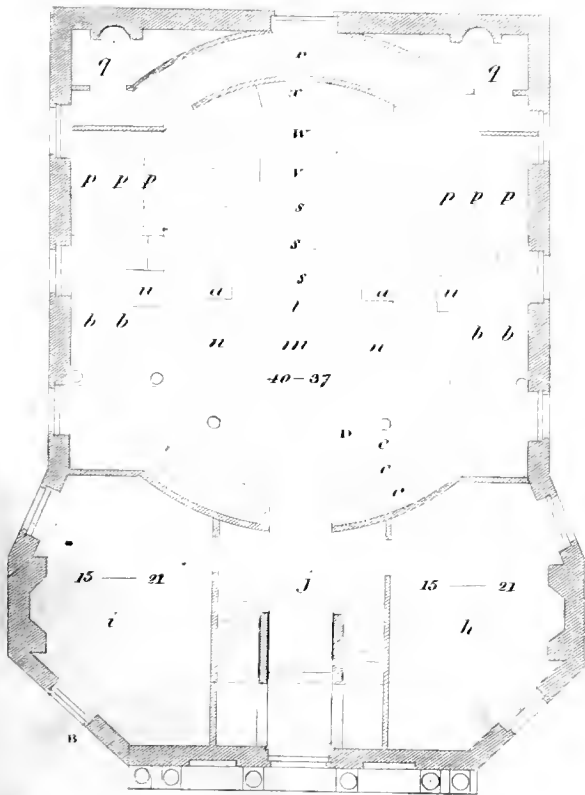 r
q q
x
w
v
p p p
p p p
s
s
s
n a a n
t
b b b b
n m n
40-37
D
e
c
c
15 — 21 j 15 — 21
i h
B